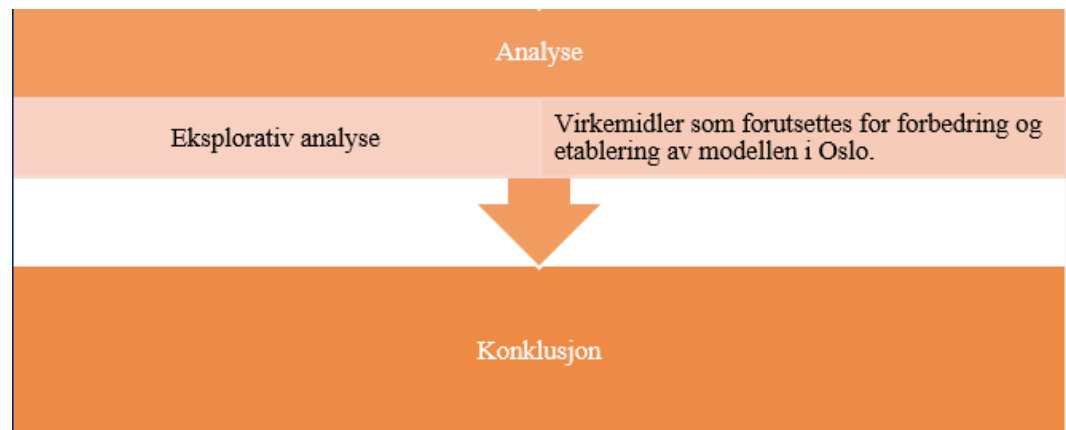 Analyse
Eksplorativ analyse
Virkemidler som forutsettes for forbedring og
etablering av modellen i Oslo.
Konklusjon